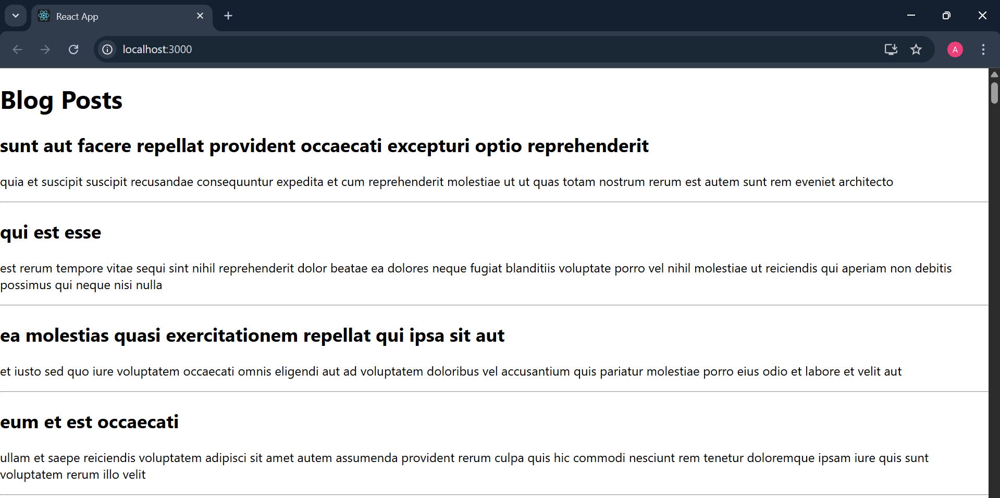 React App
localhost:3000
A
Blog Posts
sunt aut facere repellat provident occaecati excepturi optio reprehenderit
quia et suscipit suscipit recusandae consequuntur expedita et cum reprehenderit molestiae ut ut quas totam nostrum rerum est autem sunt rem eveniet architecto
qui est esse
est rerum tempore vitae sequi sint nihil reprehenderit dolor beatae ea dolores neque fugiat blanditiis voluptate porro vel nihil molestiae ut reiciendis qui aperiam non debitis
possimus qui neque nisi nulla
ea molestias quasi exercitationem repellat qui ipsa sit aut
et iusto sed quo iure voluptatem occaecati omnis eligendi aut ad voluptatem doloribus vel accusantium quis pariatur molestiae porro eius odio et labore et velit aut
eum et est occaecati
ullam et saepe reiciendis voluptatem adipisci sit amet autem assumenda provident rerum culpa quis hic commodi nesciunt rem tenetur doloremque ipsam iure quis sunt
voluptatem rerum illo velit